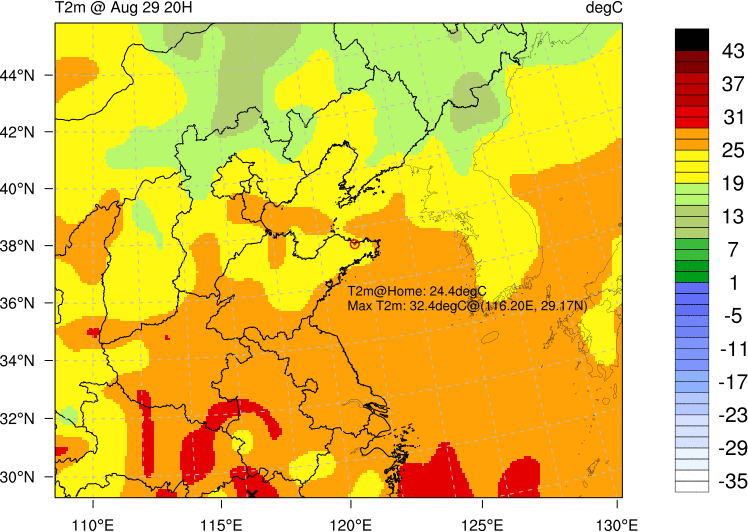 T2m @ Aug 29 20H degC
44°N
42°N
40°N
38°N
36°N
34°N
32°N
30°N
110°E 115°E 120°E 125°E 130°E
T2m@Home: 24.4degC
Max T2m: 32.4degC@(116.20E, 29.17N)
43
37
31
25
19
13
7
1
-5
-11
-17
-23
-29
-35